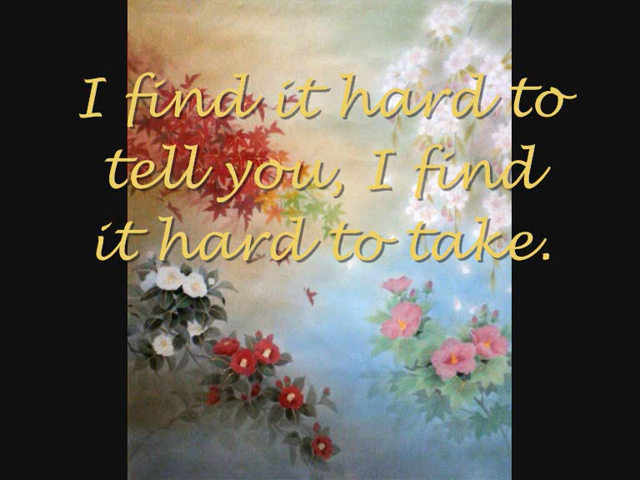 I find it hard to
tell you, I find
it hard to take.